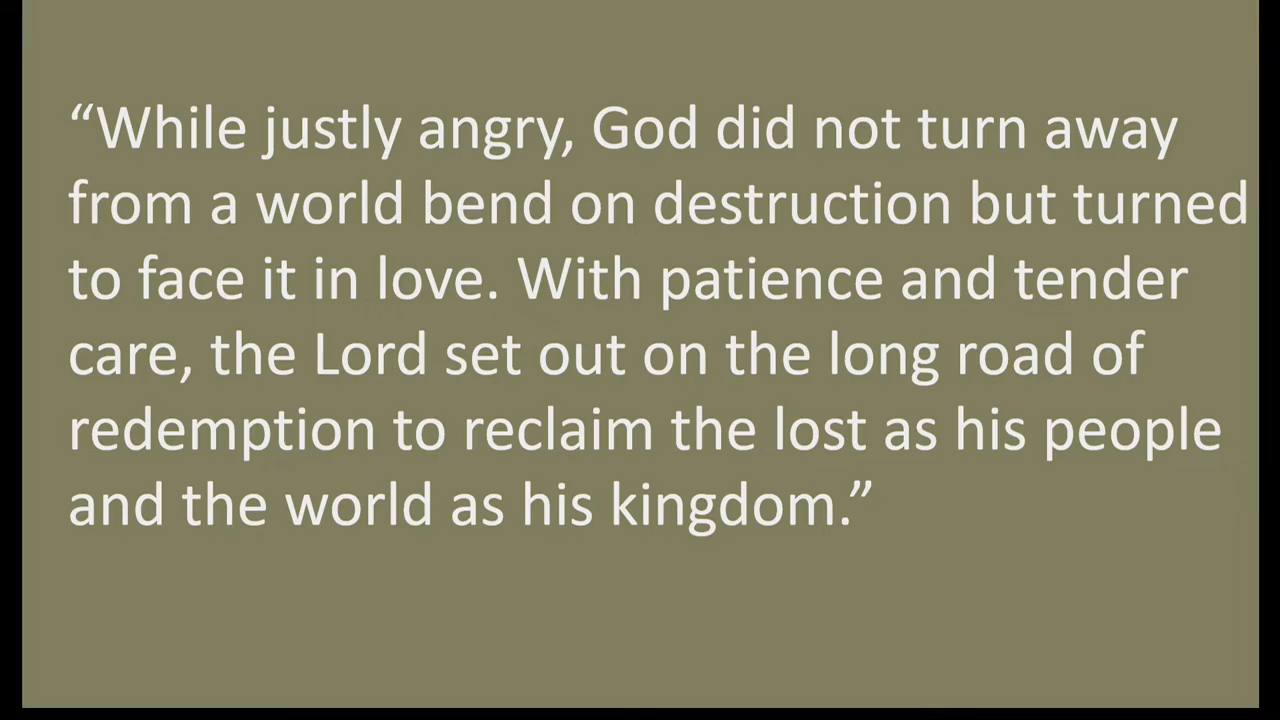 “While justly angry, God did not turn away
from a world bend on destruction but turned
to face it in love. With patience and tender
care, the Lord set out on the long road of
redemption to reclaim the lost as his people
and the world as his kingdom.”